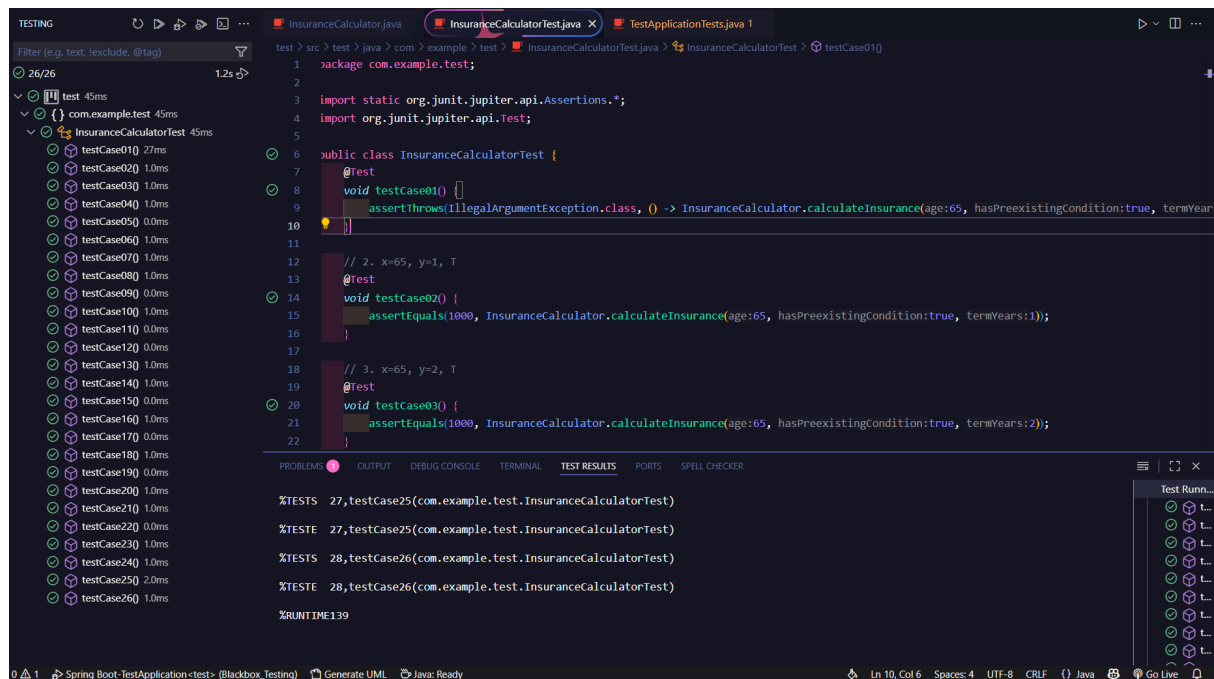 TESTING
InsuranceCalculator.java
InsuranceCalculatorTest.java
TestApplicationTests.java 1
Filter (e.g. text, !exclude, @tag)
test > src > test > java > com > example > test > InsuranceCalculatorTest.java > InsuranceCalculatorTest > testCase01()
26/26
1.2s
test 45ms
com.example.test 45ms
InsuranceCalculatorTest 45ms
testCase01() 27ms
testCase02() 1.0ms
testCase03() 1.0ms
testCase04() 1.0ms
testCase05() 0.0ms
testCase06() 1.0ms
testCase07() 1.0ms
testCase08() 1.0ms
testCase09() 0.0ms
testCase10() 1.0ms
testCase11() 0.0ms
testCase12() 0.0ms
testCase13() 1.0ms
testCase14() 1.0ms
testCase15() 0.0ms
testCase16() 1.0ms
testCase17() 0.0ms
testCase18() 1.0ms
testCase19() 0.0ms
testCase20() 1.0ms
testCase21() 1.0ms
testCase22() 0.0ms
testCase23() 1.0ms
testCase24() 1.0ms
testCase25() 2.0ms
testCase26() 1.0ms
1 package com.example.test;
2
3 import static org.junit.jupiter.api.Assertions.*;
4 import org.junit.jupiter.api.Test;
5
6 public class InsuranceCalculatorTest {
7 @Test
8 void testCase01() {
9 assertThrows(IllegalArgumentException.class, () -> InsuranceCalculator.calculateInsurance(age:65, hasPreexistingCondition:true, termYear
10 }
11
12 // 2. x=65, y=1, T
13 @Test
14 void testCase02() {
15 assertEquals(1000, InsuranceCalculator.calculateInsurance(age:65, hasPreexistingCondition:true, termYears:1));
16 }
17
18 // 3. x=65, y=2, T
19 @Test
20 void testCase03() {
21 assertEquals(1000, InsuranceCalculator.calculateInsurance(age:65, hasPreexistingCondition:true, termYears:2));
22 }
PROBLEMS 1 OUTPUT DEBUG CONSOLE TERMINAL TEST RESULTS PORTS SPELL CHECKER
%TESTS 27,testCase25(com.example.test.InsuranceCalculatorTest)
%TESTE 27,testCase25(com.example.test.InsuranceCalculatorTest)
%TESTS 28,testCase26(com.example.test.InsuranceCalculatorTest)
%TESTE 28,testCase26(com.example.test.InsuranceCalculatorTest)
%RUNTIME139
Test Runn...
t...
t...
t...
t...
t...
t...
t...
t...
t...
0 1 Spring Boot-TestApplication<test> (Blackbox_Testing) Generate UML Java: Ready
Ln 10, Col 6 Spaces: 4 UTF-8 CRLF {} Java Go Live